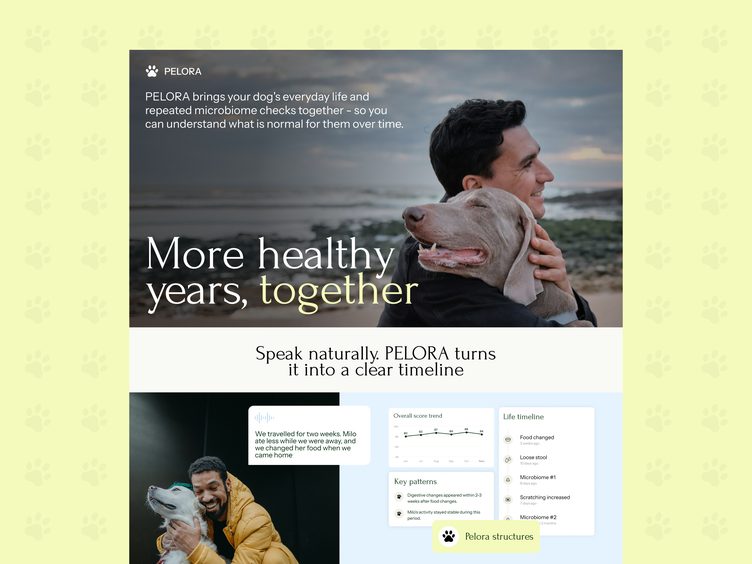 PELORA
PELORA brings your dog's everyday life and
repeated microbiome checks together - so you
can understand what is normal for them over time.
More healthy
years, together
Speak naturally. PELORA turns
it into a clear timeline
We travelled for two weeks. Milo
ate less while we were away, and
we changed her food when we
came home
Overall score trend
Key patterns
Digestive changes appeared within 2-3
weeks after food changes.
Milo's activity stayed stable during this
period.
Life timeline
Food changed
Loose stool
Microbiome #1
Scratching increased
Microbiome #2
Pelora structures